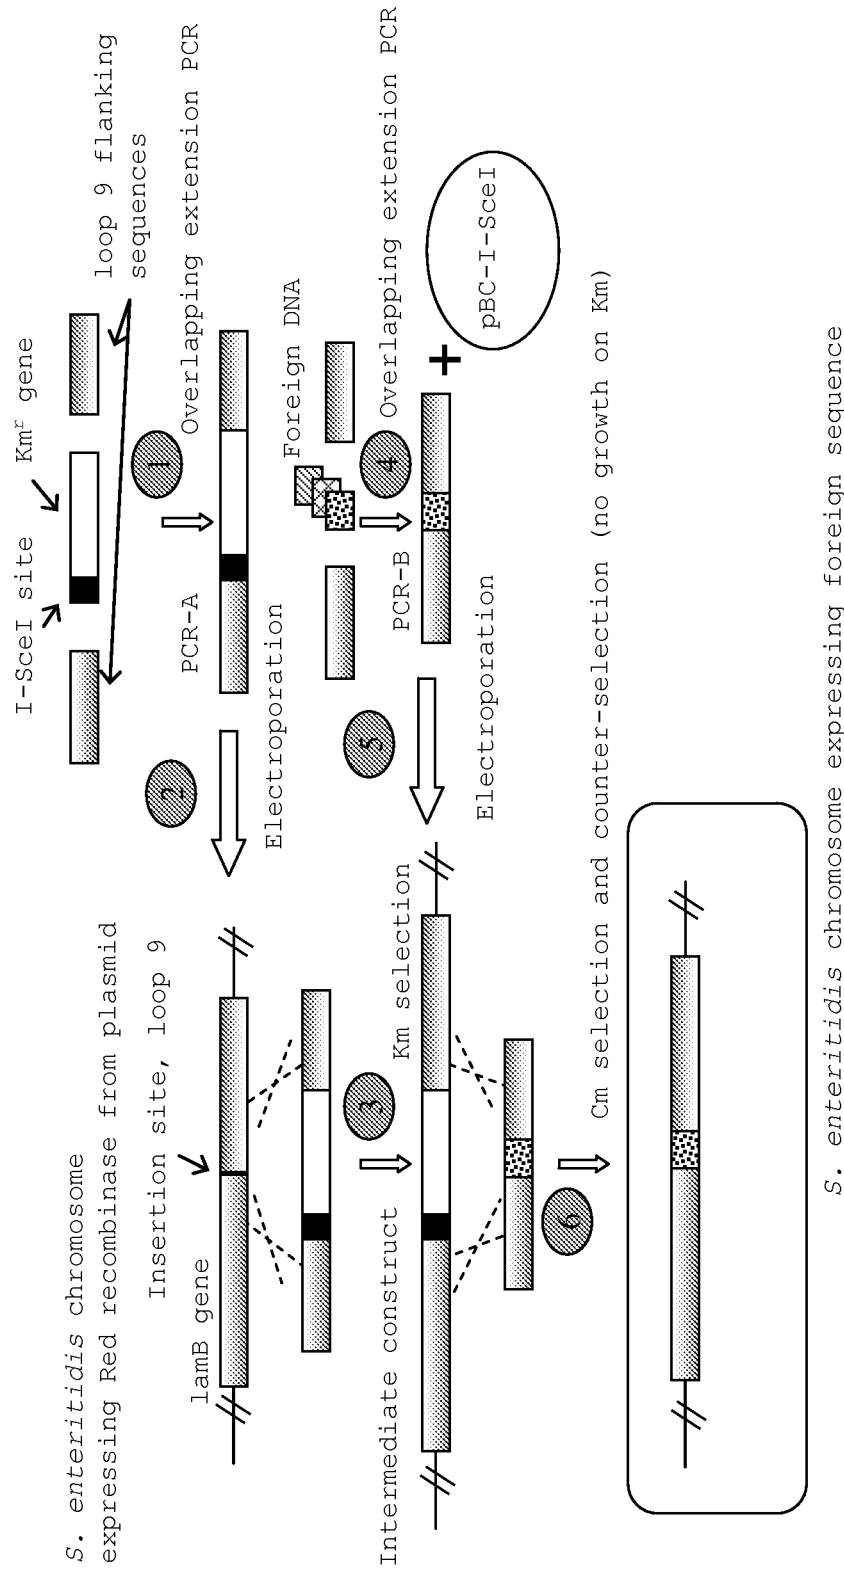 S. enteritidis chromosome
expressing Red recombinase from plasmid
Insertion site, loop 9
lamB gene
I-SceI site
Kmʳ gene
loop 9 flanking
sequences
1
Overlapping extension PCR
PCR-A
2
Electroporation
3
Km selection
Intermediate construct
Foreign DNA
4
Overlapping extension PCR
PCR-B
+
pBC-I-SceI
5
Electroporation
6
Cm selection and counter-selection (no growth on Km)
S. enteritidis chromosome expressing foreign sequence